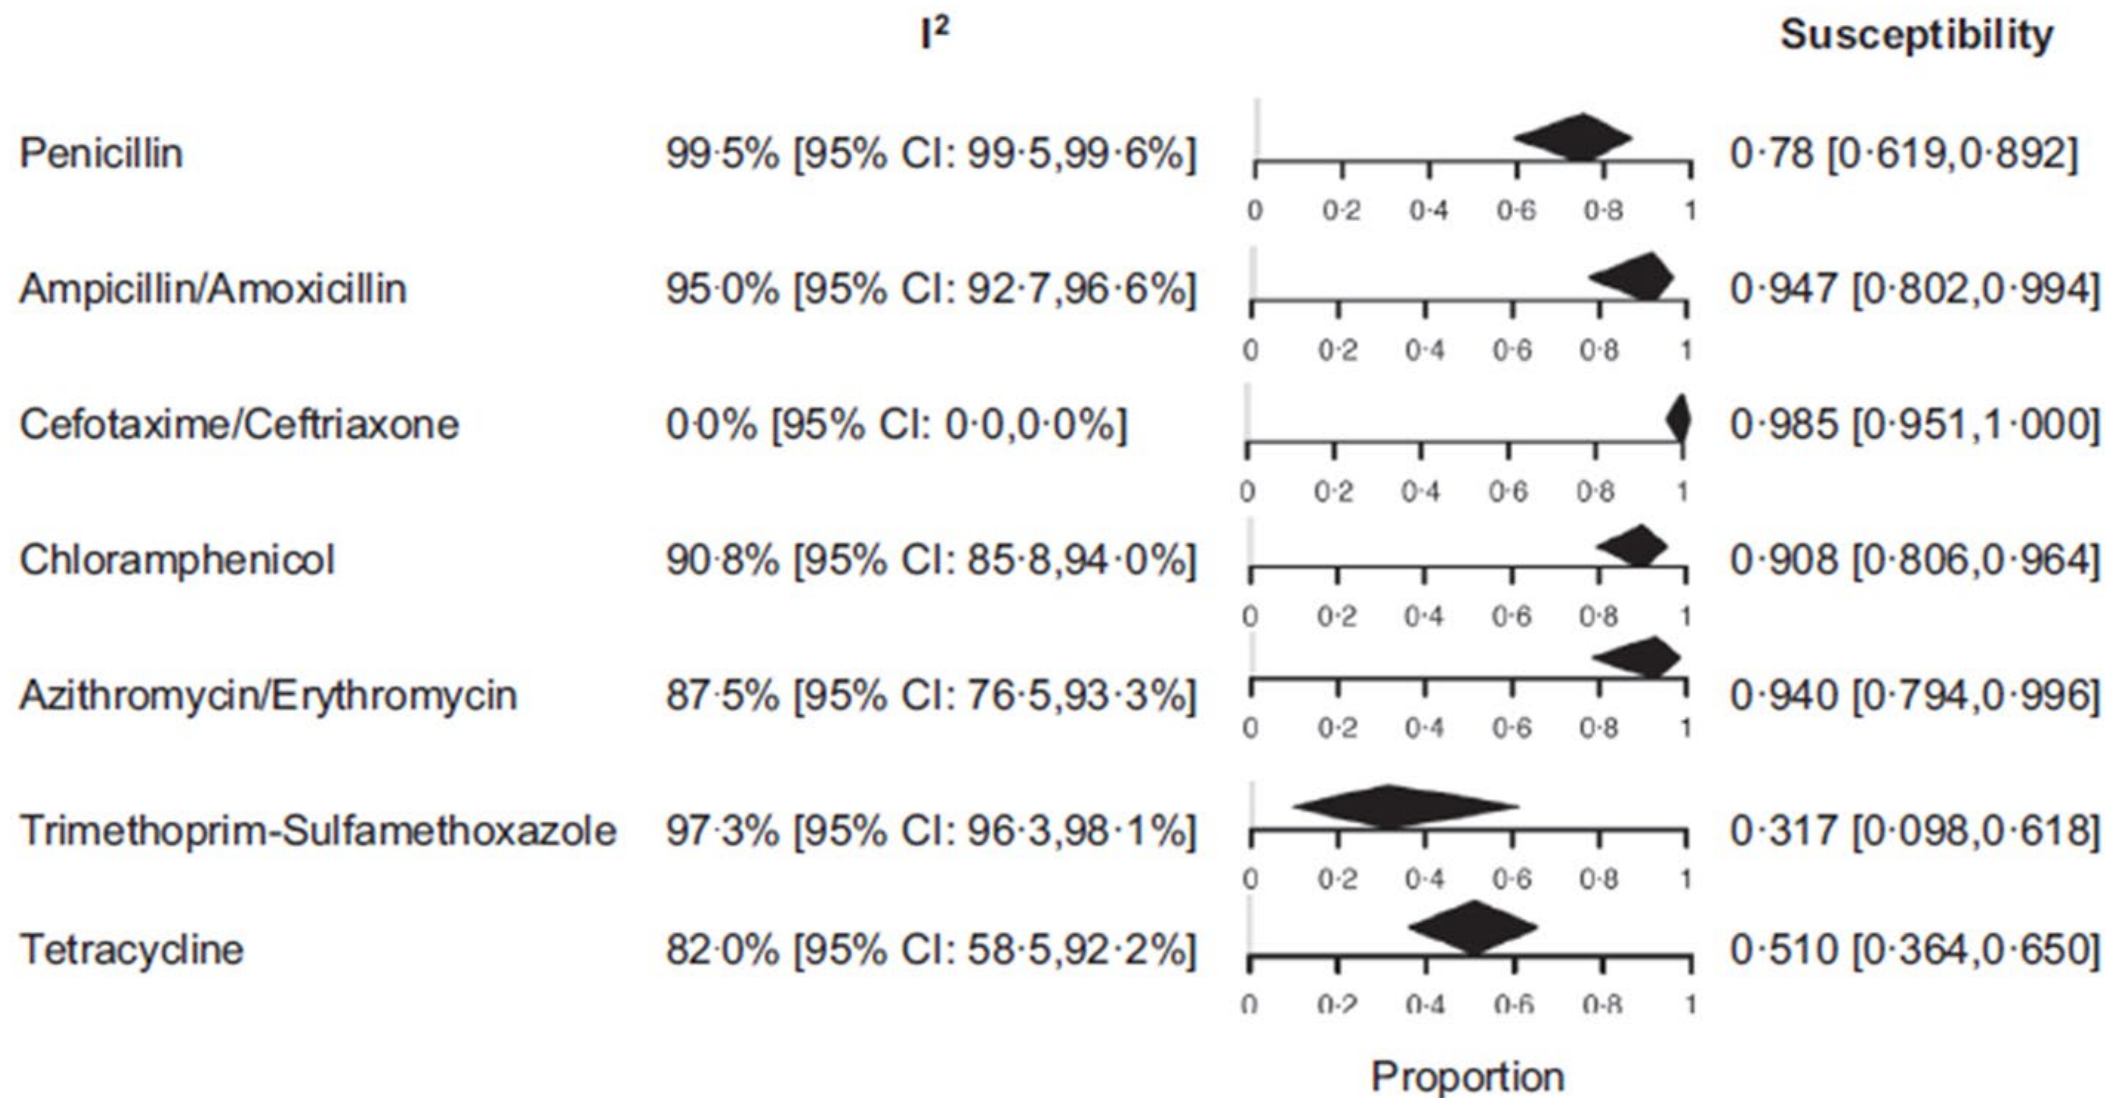 I² Susceptibility
Penicillin 99·5% [95% CI: 99·5,99·6%] 0·78 [0·619,0·892]
0 0·2 0·4 0·6 0·8 1
Ampicillin/Amoxicillin 95·0% [95% CI: 92·7,96·6%] 0·947 [0·802,0·994]
0 0·2 0·4 0·6 0·8 1
Cefotaxime/Ceftriaxone 0·0% [95% CI: 0·0,0·0%] 0·985 [0·951,1·000]
0 0·2 0·4 0·6 0·8 1
Chloramphenicol 90·8% [95% CI: 85·8,94·0%] 0·908 [0·806,0·964]
0 0·2 0·4 0·6 0·8 1
Azithromycin/Erythromycin 87·5% [95% CI: 76·5,93·3%] 0·940 [0·794,0·996]
0 0·2 0·4 0·6 0·8 1
Trimethoprim-Sulfamethoxazole 97·3% [95% CI: 96·3,98·1%] 0·317 [0·098,0·618]
0 0·2 0·4 0·6 0·8 1
Tetracycline 82·0% [95% CI: 58·5,92·2%] 0·510 [0·364,0·650]
0 0·2 0·4 0·6 0·8 1
Proportion